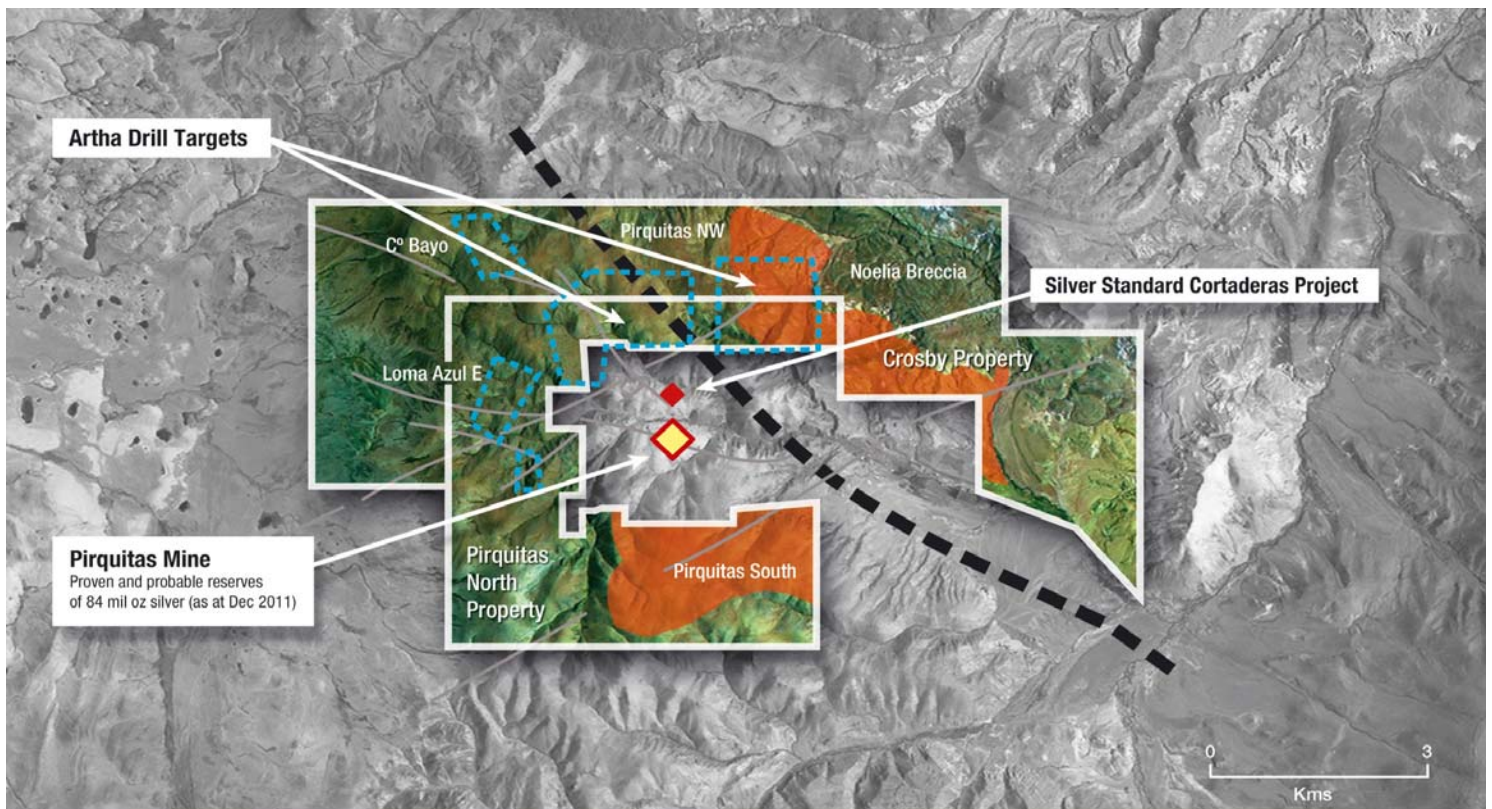 Artha Drill Targets
Cº Bayo
Pirquitas NW
Noelia Breccia
Silver Standard Cortaderas Project
Crosby Property
Loma Azul E
Pirquitas Mine
Proven and probable reserves
of 84 mil oz silver (as at Dec 2011)
Pirquitas
North
Property
Pirquitas South
0
3
Kms